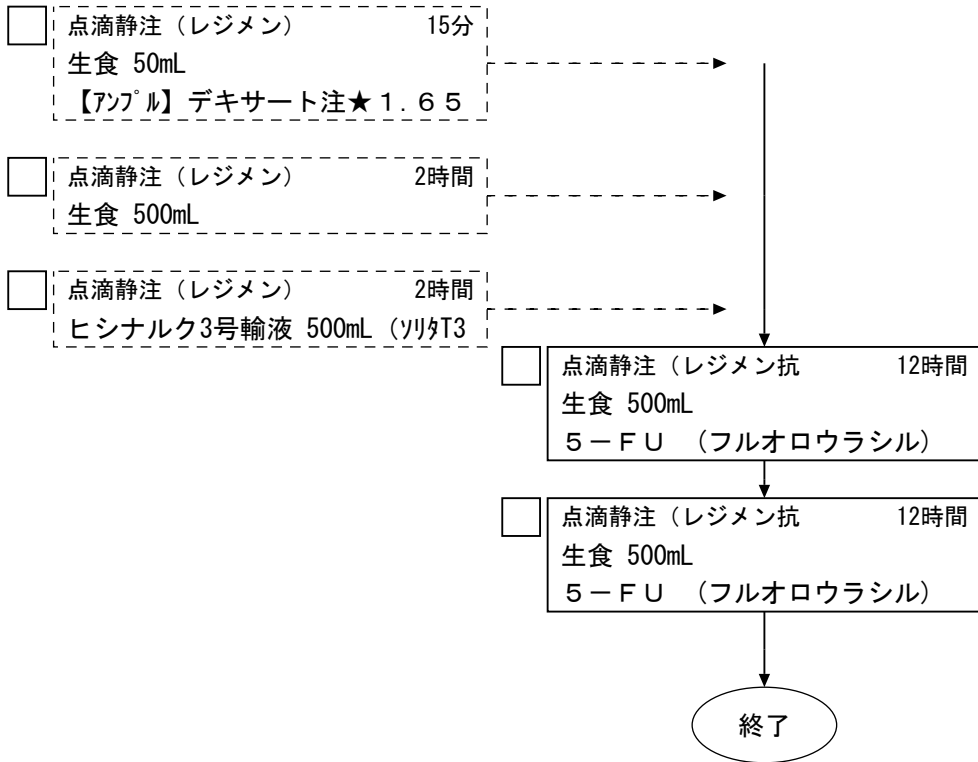 点滴静注（レジメン） 15分
生食 50mL
【ｱﾝﾌﾟﾙ】デキサート注★１.６５
点滴静注（レジメン） 2時間
生食 500mL
点滴静注（レジメン） 2時間
ヒシナルク3号輸液 500mL（ｿﾘﾀT3
点滴静注（レジメン抗 12時間
生食 500mL
５－ＦＵ （フルオロウラシル）
点滴静注（レジメン抗 12時間
生食 500mL
５－ＦＵ （フルオロウラシル）
終了